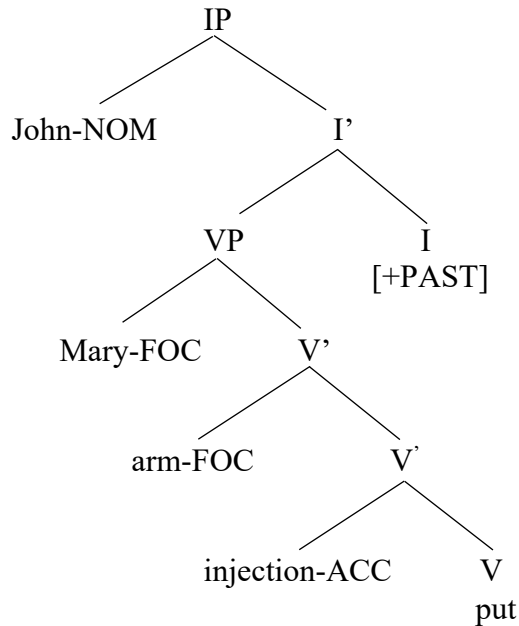 IP
John-NOM I’
VP I
[+PAST]
Mary-FOC V’
arm-FOC V’
injection-ACC V
put